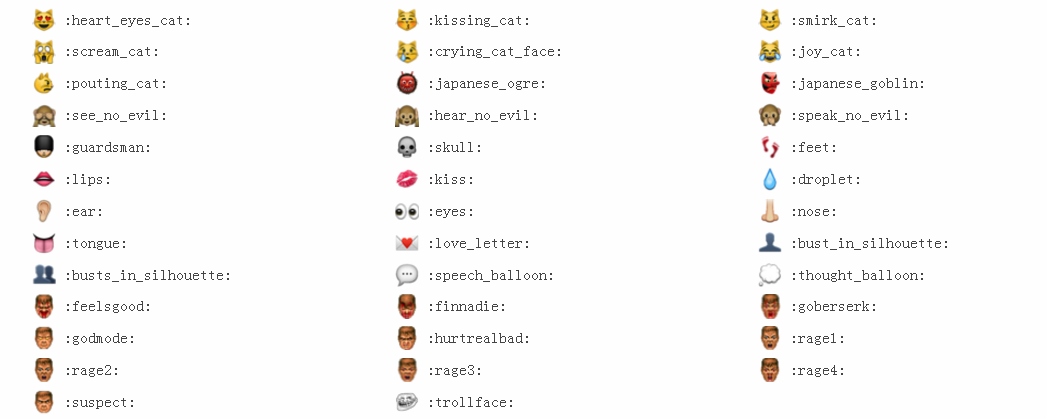 :heart_eyes_cat: :kissing_cat: :smirk_cat:
:scream_cat: :crying_cat_face: :joy_cat:
:pouting_cat: :japanese_ogre: :japanese_goblin:
:see_no_evil: :hear_no_evil: :speak_no_evil:
:guardsman: :skull: :feet:
:lips: :kiss: :droplet:
:ear: :eyes: :nose:
:tongue: :love_letter: :bust_in_silhouette:
:busts_in_silhouette: :speech_balloon: :thought_balloon:
:feelsgood: :finnadie: :goberserk:
:godmode: :hurtrealbad: :rage1:
:rage2: :rage3: :rage4:
:suspect: :trollface: